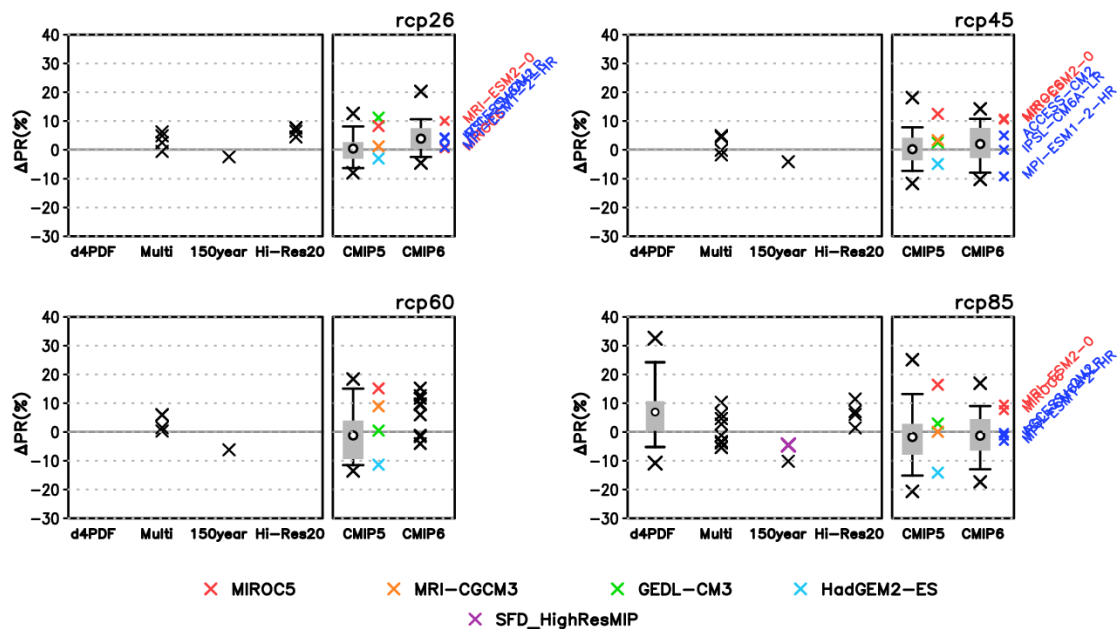 rcp26
40
30
20
10
0
-10
-20
-30
ΔPR(%)
d4PDF Multi 150year Hi-Res20 CMIP5 CMIP6
MRI-ESM2-0
rcp45
40
30
20
10
0
-10
-20
-30
ΔPR(%)
d4PDF Multi 150year Hi-Res20 CMIP5 CMIP6
ACCESS-CM2
IPSL-CM6A-LR
MPI-ESM1-2-HR
rcp60
40
30
20
10
0
-10
-20
-30
ΔPR(%)
d4PDF Multi 150year Hi-Res20 CMIP5 CMIP6
rcp85
40
30
20
10
0
-10
-20
-30
ΔPR(%)
d4PDF Multi 150year Hi-Res20 CMIP5 CMIP6
MRI-ESM2-0
MIROC6
MIROC5 MRI-CGCM3 GEDL-CM3 HadGEM2-ES
SFD_HighResMIP